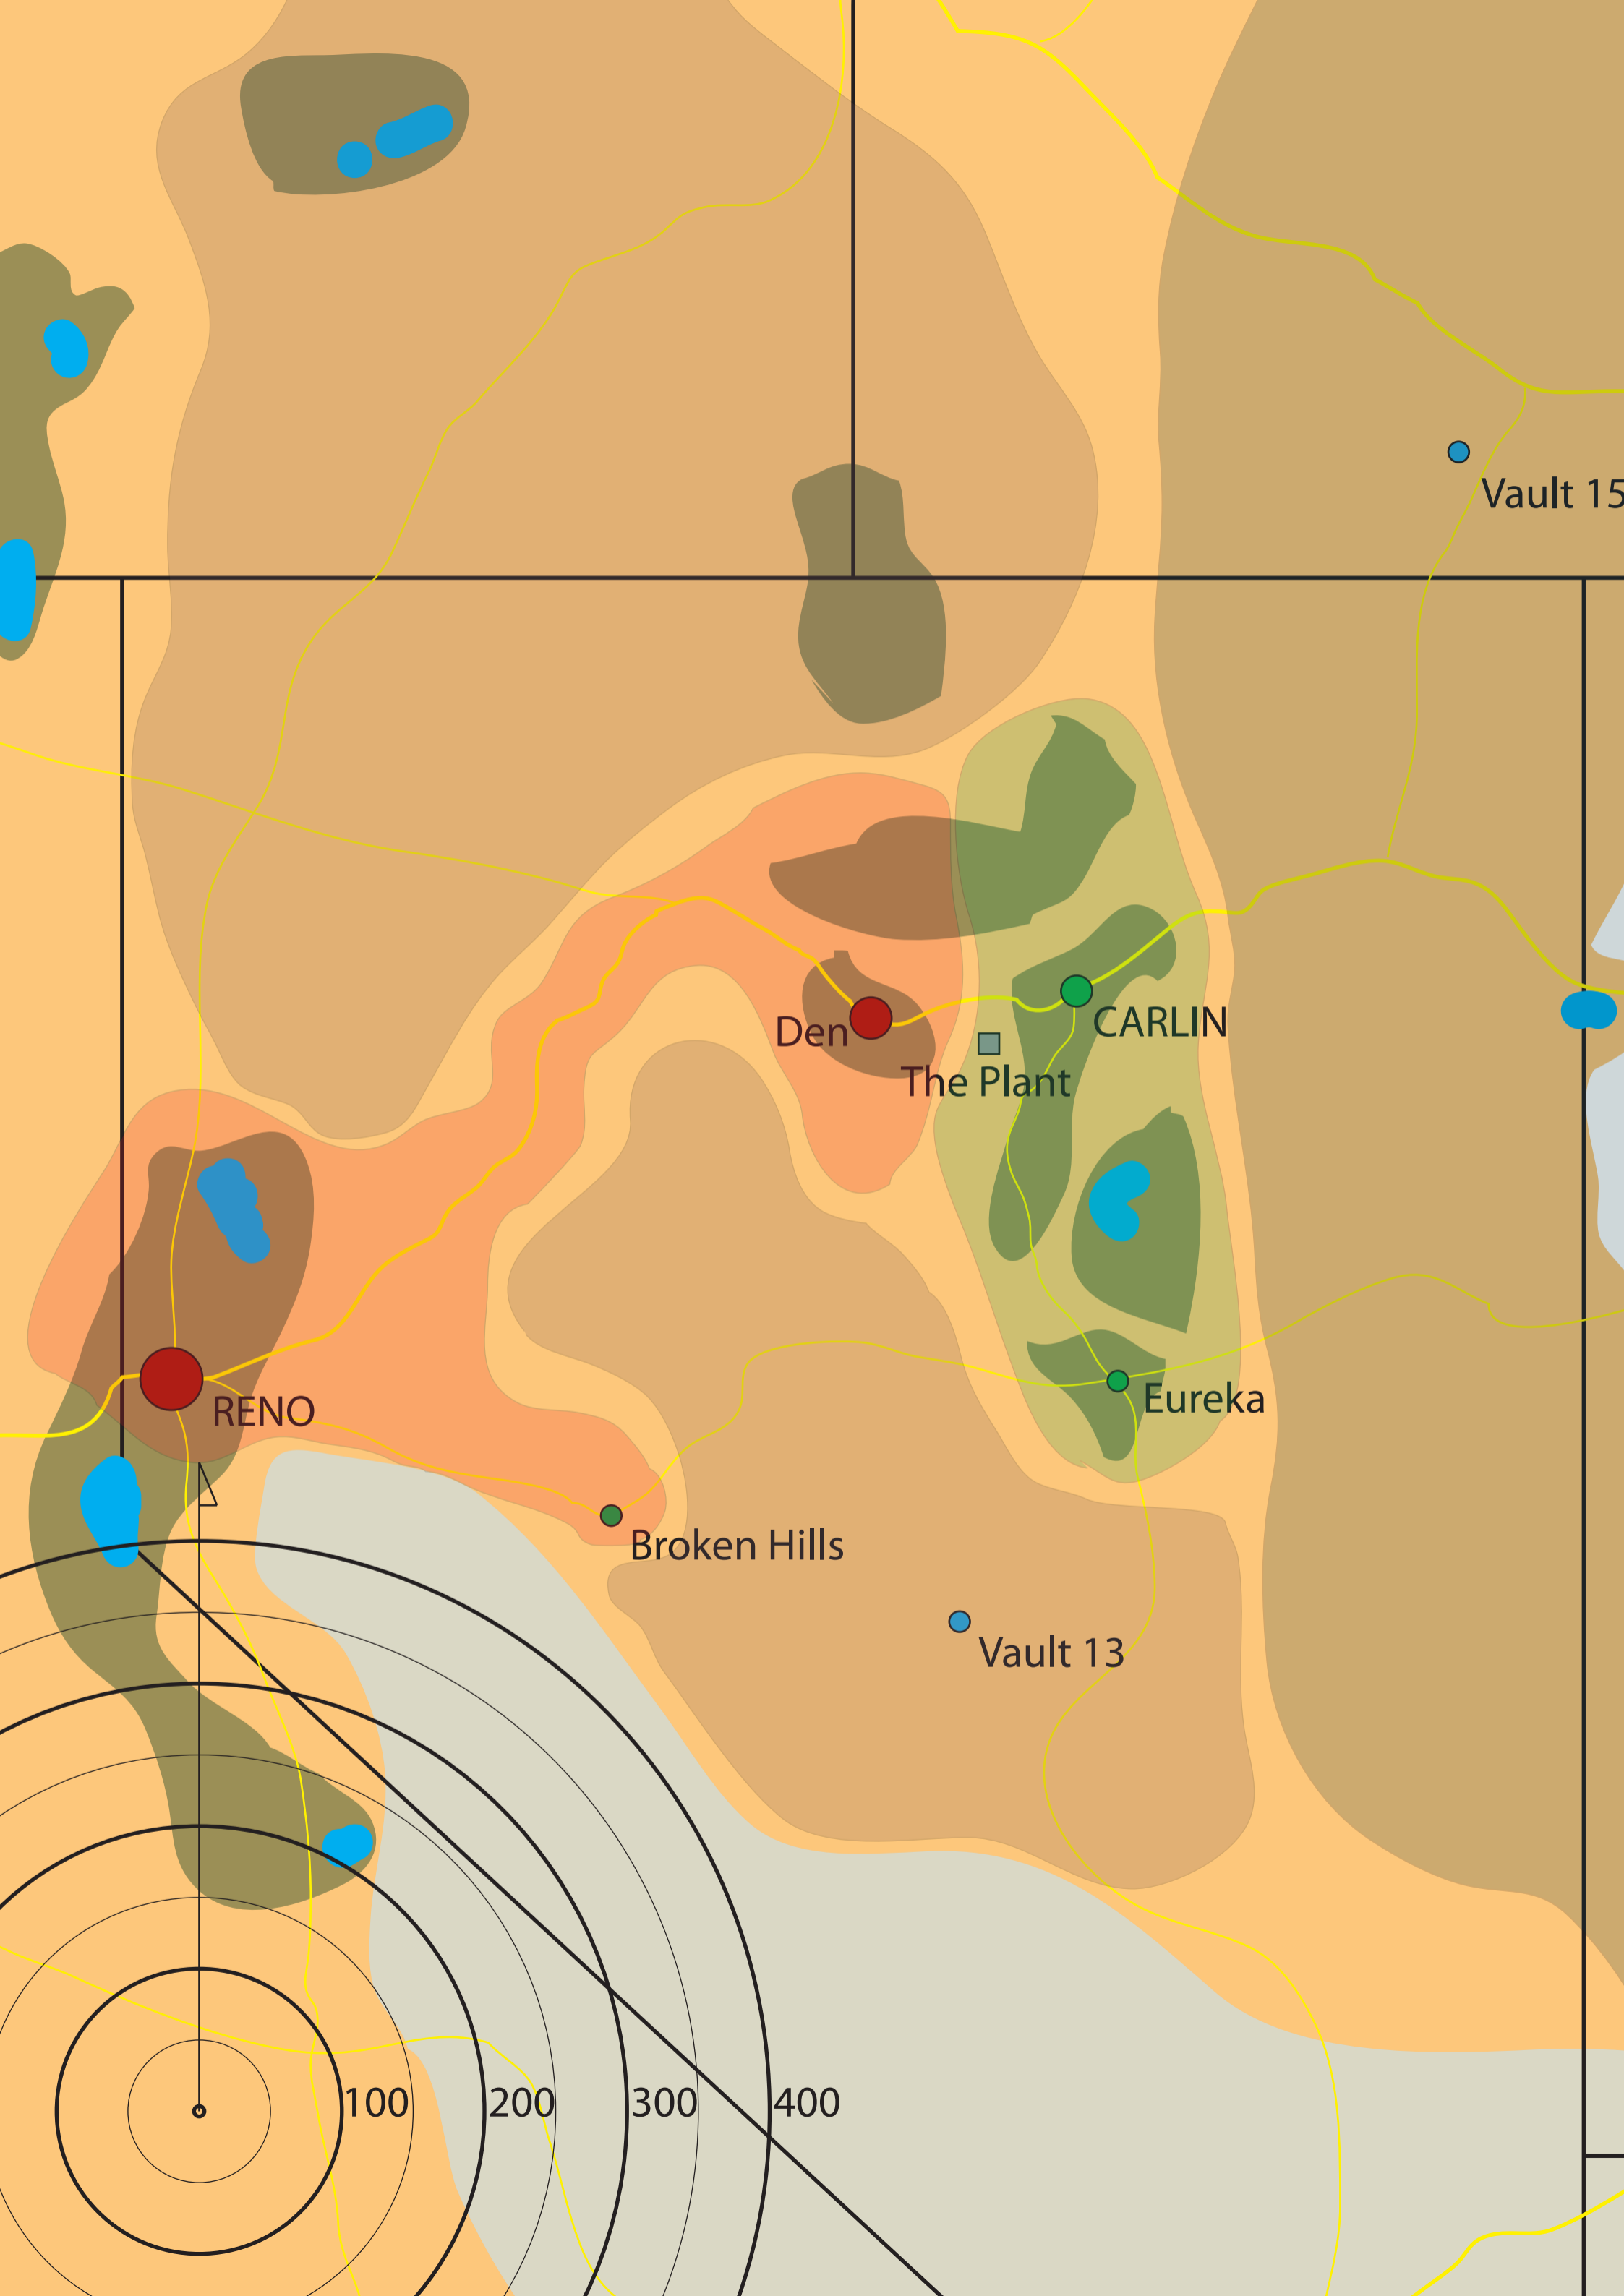 Vault 15
CARLIN
Den
The Plant
Eureka
RENO
Broken Hills
Vault 13
100 200 300 400